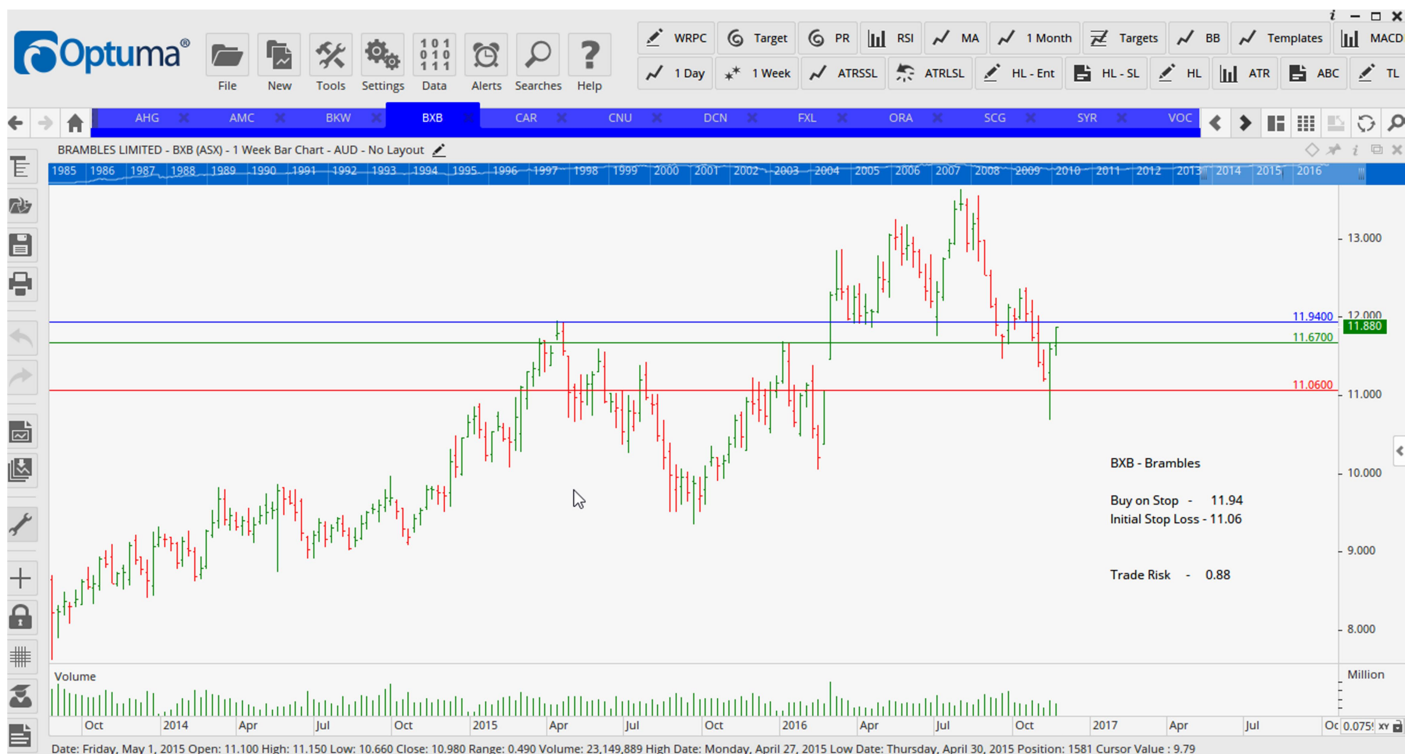 Optuma®
File
New
Tools
Settings
101
010
111
Data
Alerts
Searches
Help
WRPC Target PR RSI MA 1 Month Targets BB Templates MACD
1 Day 1 Week ATRSSL ATRLSL HL - Ent HL - SL HL ATR ABC TL
AHG AMC BKW BXB CAR CNU DCN FXL ORA SCG SYR VOC
BRAMBLES LIMITED - BXB (ASX) - 1 Week Bar Chart - AUD - No Layout
1985 1986 1987 1988 1989 1990 1991 1992 1993 1994 1995 1996 1997 1998 1999 2000 2001 2002 2003 2004 2005 2006 2007 2008 2009 2010 2011 2012 2013 2014 2015 2016
13.000
12.000
11.9400
11.880
11.6700
11.0600
11.000
10.000
9.000
8.000
BXB - Brambles
Buy on Stop - 11.94
Initial Stop Loss - 11.06
Trade Risk - 0.88
Volume
Million
Oct 2014 Apr Jul Oct 2015 Apr Jul Oct 2016 Apr Jul Oct 2017 Apr Jul
XY
Date: Friday, May 1, 2015 Open: 11.100 High: 11.150 Low: 10.660 Close: 10.980 Range: 0.490 Volume: 23,149,889 High Date: Monday, April 27, 2015 Low Date: Thursday, April 30, 2015 Position: 1581 Cursor Value : 9.79